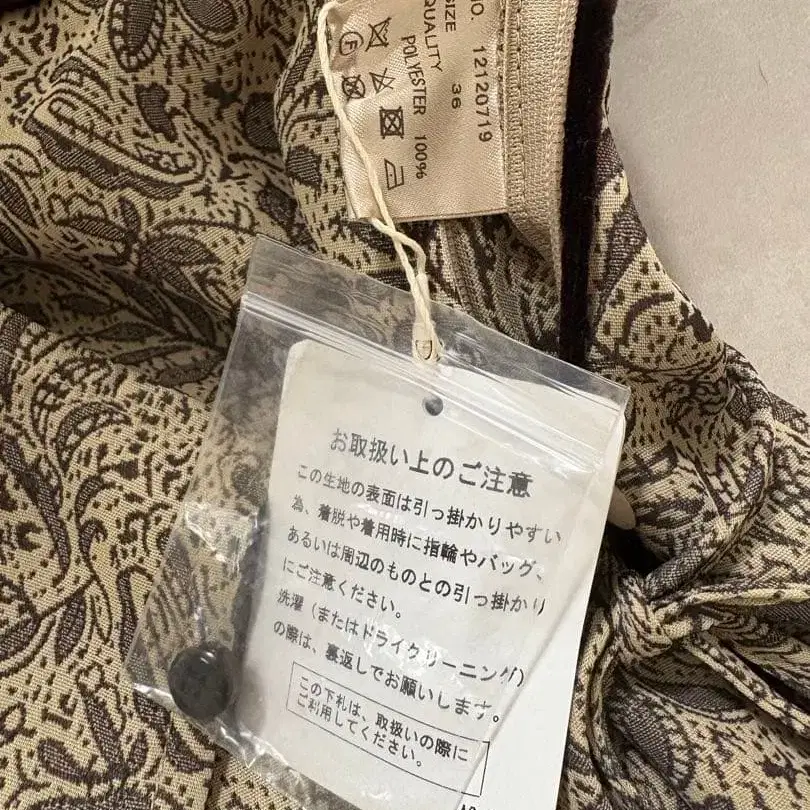 NO. 12120719
SIZE 36
QUALITY
POLYESTER 100%
お取扱い上のご注意
この生地の表面は引っ掛かりやすい
為、着脱や着用時に指輪やバッグ、
あるいは周辺のものとの引っ掛かり
にご注意ください。
洗濯(またはドライクリーニング)
の際は、裏返しでお願いします。
この下札は、取扱いの際に
ご利用してください。